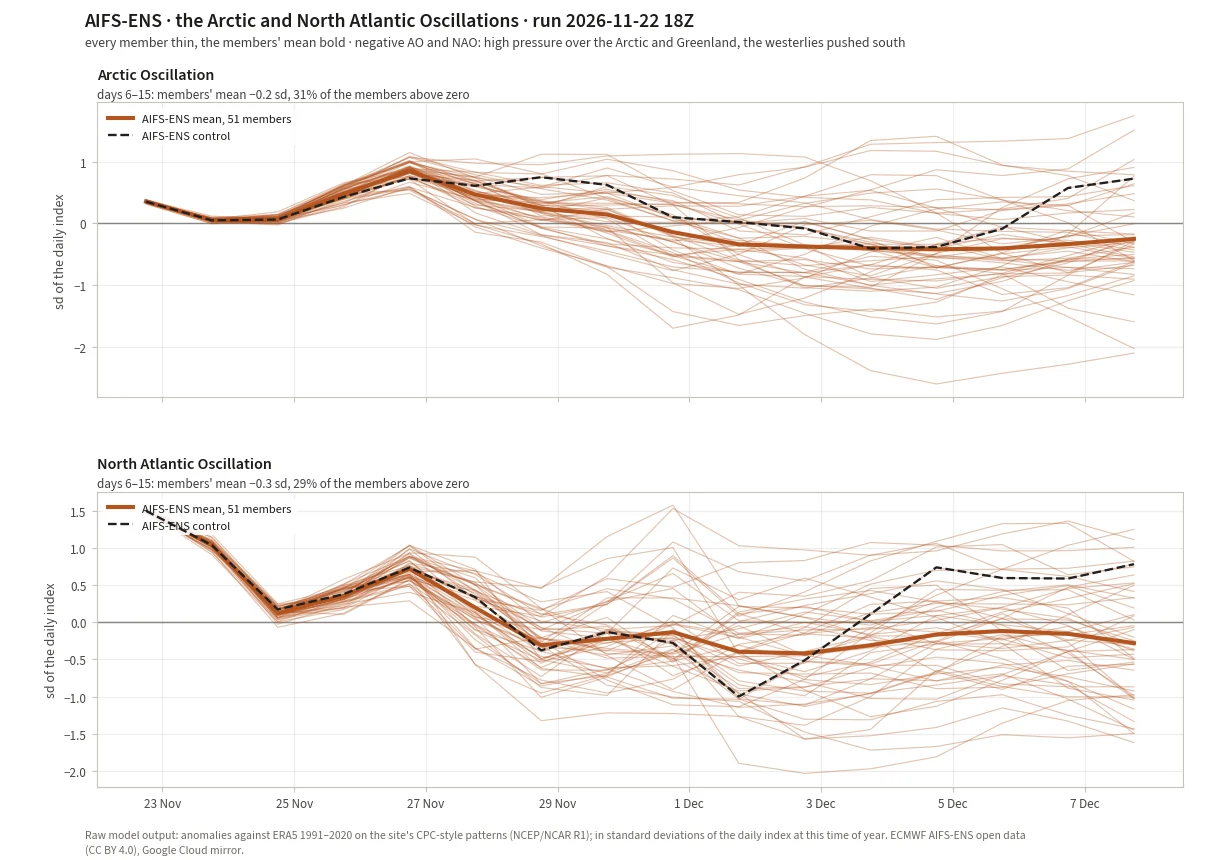 AIFS-ENS · the Arctic and North Atlantic Oscillations · run 2026-11-22 18Z
every member thin, the members' mean bold · negative AO and NAO: high pressure over the Arctic and Greenland, the westerlies pushed south
Arctic Oscillation
days 6–15: members' mean −0.2 sd, 31% of the members above zero
AIFS-ENS mean, 51 members
AIFS-ENS control
sd of the daily index
1
0
−1
−2
North Atlantic Oscillation
days 6–15: members' mean −0.3 sd, 29% of the members above zero
AIFS-ENS mean, 51 members
AIFS-ENS control
sd of the daily index
1.5
1.0
0.5
0.0
−0.5
−1.0
−1.5
−2.0
23 Nov 25 Nov 27 Nov 29 Nov 1 Dec 3 Dec 5 Dec 7 Dec
Raw model output: anomalies against ERA5 1991–2020 on the site's CPC-style patterns (NCEP/NCAR R1); in standard deviations of the daily index at this time of year. ECMWF AIFS-ENS open data
(CC BY 4.0), Google Cloud mirror.